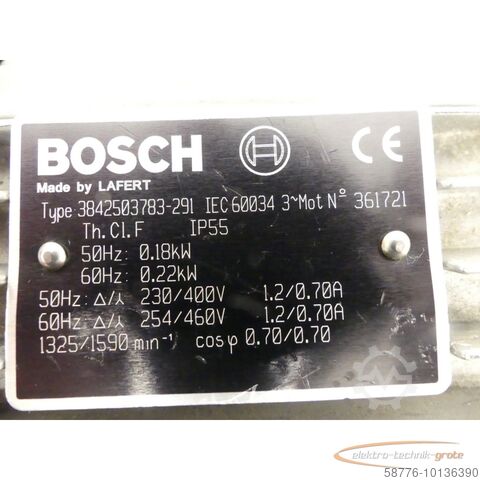 BOSCH CE
Made by LAFERT
Type 3842503783-291 IEC 60034 3~Mot N° 361721
Th.Cl.F IP55
50Hz: 0.18kW
60Hz: 0.22kW
50Hz: Δ/⅄ 230/400V 1.2/0.70A
60Hz: Δ/⅄ 254/460V 1.2/0.70A
1325/1590 min⁻¹ cos φ 0.70/0.70
elektro-technik-grote
58776-10136390